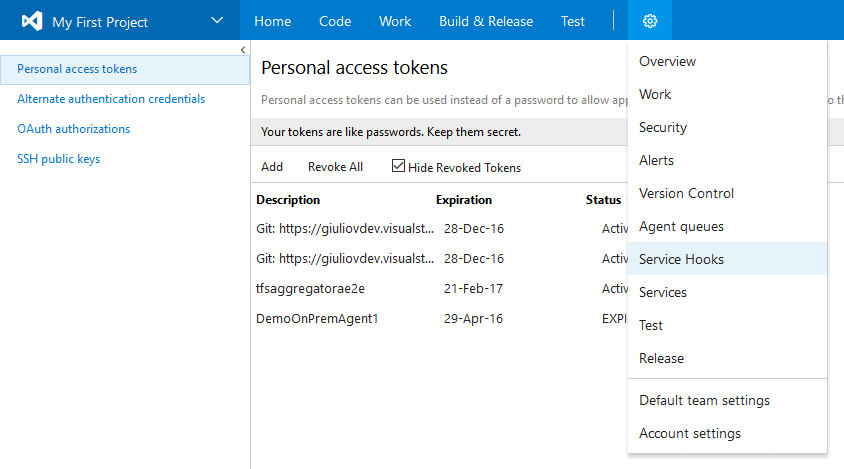 My First Project
Home Code Work Build & Release Test
Personal access tokens
Alternate authentication credentials
OAuth authorizations
SSH public keys
Personal access tokens
Personal access tokens can be used instead of a password to allow app
to th
Your tokens are like passwords. Keep them secret.
Add Revoke All Hide Revoked Tokens
Description Expiration Status
Git: https://giuliovdev.visualst... 28-Dec-16 Activ
Git: https://giuliovdev.visualst... 28-Dec-16 Activ
tfsaggregatorae2e 21-Feb-17 Activ
DemoOnPremAgent1 29-Apr-16 EXPI
Overview
Work
Security
Alerts
Version Control
Agent queues
Service Hooks
Services
Test
Release
Default team settings
Account settings